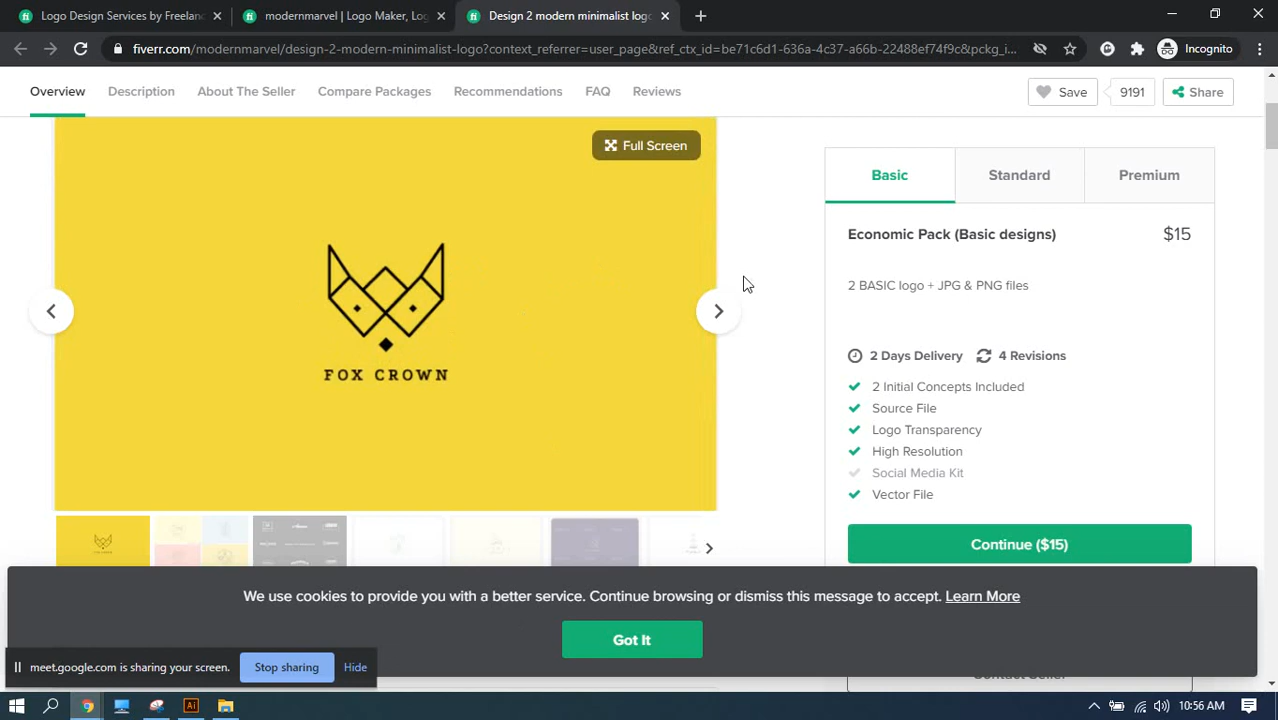 Logo Design Services by Freelanc
modernmarvel | Logo Maker, Log
Design 2 modern minimalist logo
fiverr.com/modernmarvel/design-2-modern-minimalist-logo?context_referrer=user_page&ref_ctx_id=be71c6d1-636a-4c37-a66b-22488ef74f9c&pckg_i...
Incognito
Overview
Description
About The Seller
Compare Packages
Recommendations
FAQ
Reviews
Save
9191
Share
Full Screen
FOX CROWN
Basic
Standard
Premium
Economic Pack (Basic designs)
$15
2 BASIC logo + JPG & PNG files
2 Days Delivery
4 Revisions
2 Initial Concepts Included
Source File
Logo Transparency
High Resolution
Social Media Kit
Vector File
Continue ($15)
We use cookies to provide you with a better service. Continue browsing or dismiss this message to accept. Learn More
Got It
meet.google.com is sharing your screen.
Stop sharing
Hide
Contact Seller
10:56 AM